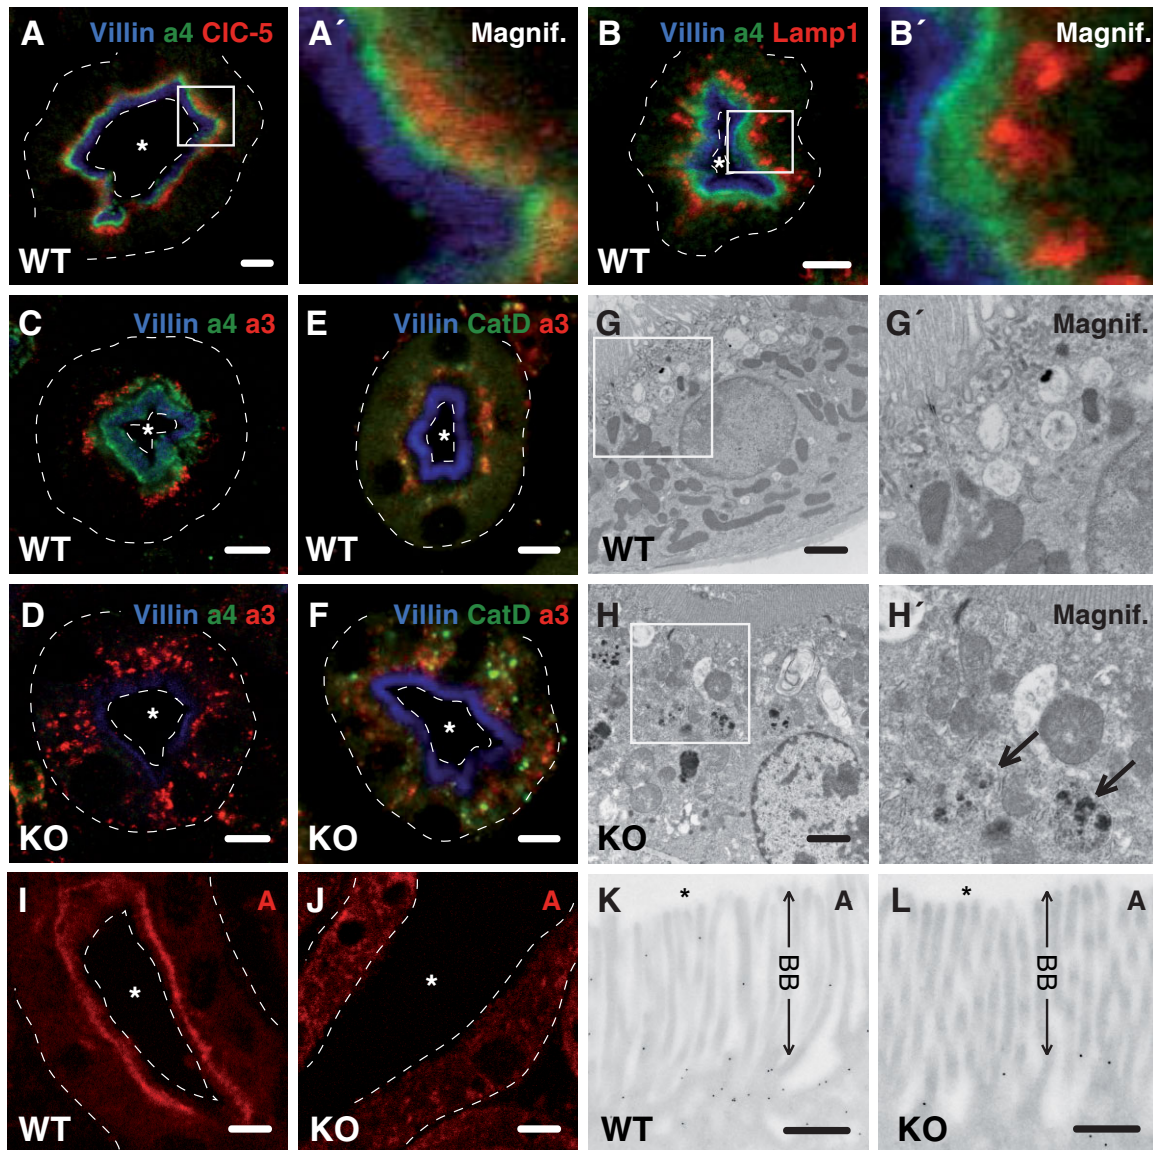 A Villin a4 ClC-5
A´ Magnif.
B Villin a4 Lamp1
B´ Magnif.
*
*
WT
WT
C Villin a4 a3
E Villin CatD a3
G
G´ Magnif.
*
*
WT
WT
WT
D Villin a4 a3
F Villin CatD a3
H
H´ Magnif.
*
*
KO
KO
KO
I A
J A
K * A
L * A
BB
BB
*
*
WT
KO
WT
KO